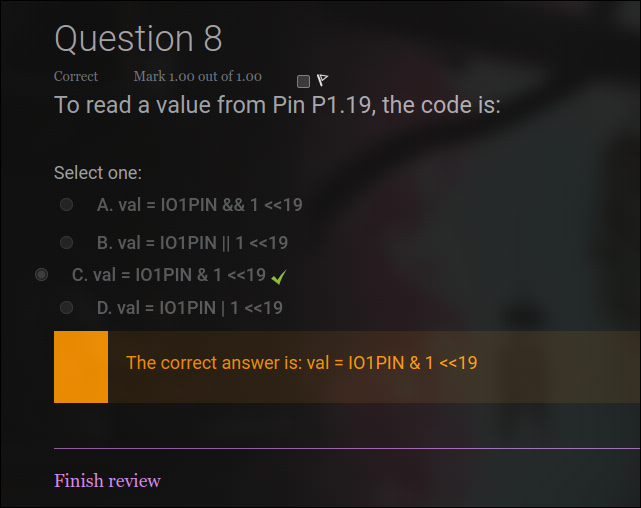 Question 8
Correct Mark 1.00 out of 1.00
To read a value from Pin P1.19, the code is:
Select one:
A. val = IO1PIN && 1 <<19
B. val = IO1PIN || 1 <<19
C. val = IO1PIN & 1 <<19
D. val = IO1PIN | 1 <<19
The correct answer is: val = IO1PIN & 1 <<19
Finish review